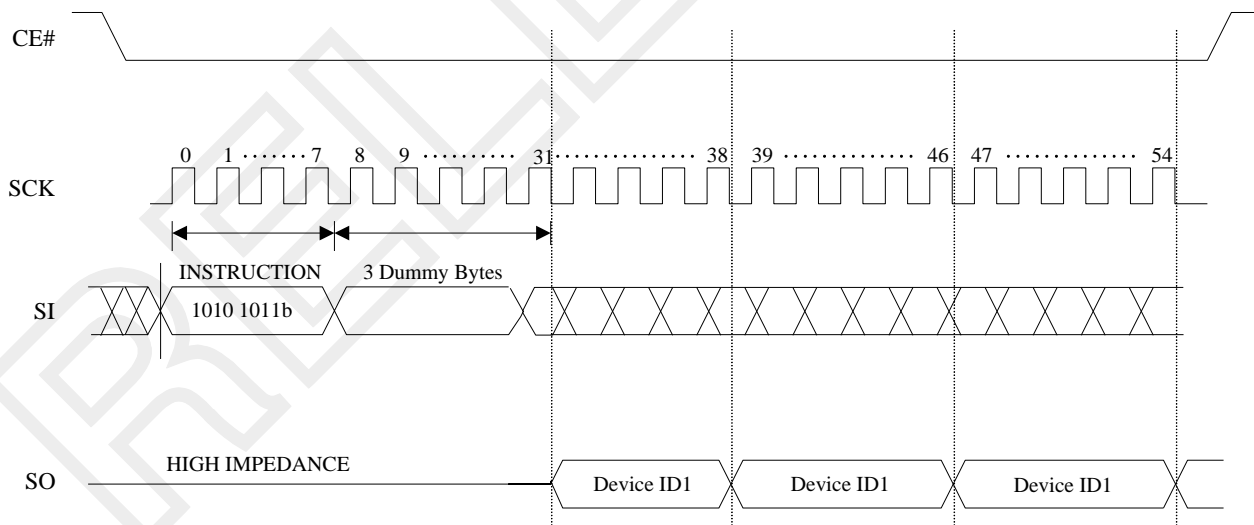 CE#
0 1 ······· 7 8 9 ·········· 31 ················ 38 39 ············· 46 47 ·············· 54
SCK
INSTRUCTION 3 Dummy Bytes
SI 1010 1011b
HIGH IMPEDANCE
SO Device ID1 Device ID1 Device ID1